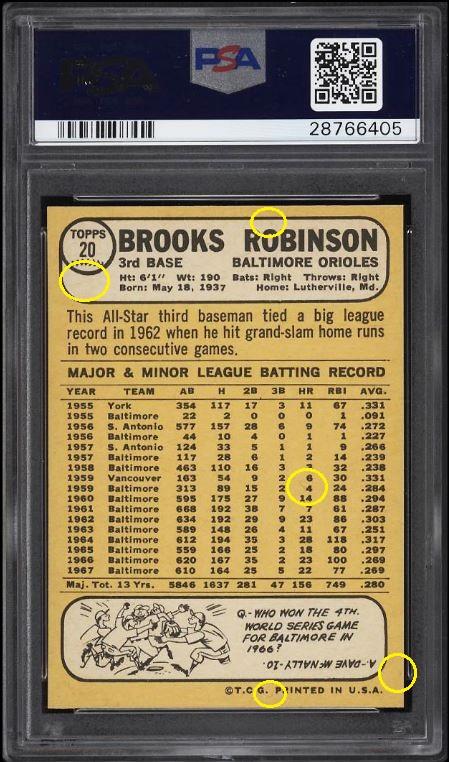 PSA
PSA
28766405
TOPPS
20
BROOKS ROBINSON
3rd BASE BALTIMORE ORIOLES
Ht: 6'1" Wt: 190 Bats: Right Throws: Right
Born: May 18, 1937 Home: Lutherville, Md.
This All-Star third baseman tied a big league
record in 1962 when he hit grand-slam home runs
in two consecutive games.
MAJOR & MINOR LEAGUE BATTING RECORD
YEAR TEAM AB H 2B 3B HR RBI AVG.
1955 York 354 117 17 3 11 67 .331
1955 Baltimore 22 2 0 0 0 1 .091
1956 S. Antonio 577 157 28 6 9 74 .272
1956 Baltimore 44 10 4 0 1 1 .227
1957 S. Antonio 124 33 5 1 1 9 .266
1957 Baltimore 117 28 6 1 2 14 .239
1958 Baltimore 463 110 16 3 3 32 .238
1959 Vancouver 163 54 9 2 6 30 .331
1959 Baltimore 313 89 15 2 4 24 .284
1960 Baltimore 595 175 27 9 14 88 .294
1961 Baltimore 668 192 38 7 7 61 .287
1962 Baltimore 634 192 29 9 23 86 .303
1963 Baltimore 589 148 26 4 11 67 .251
1964 Baltimore 612 194 35 3 28 118 .317
1965 Baltimore 559 166 25 2 18 80 .297
1966 Baltimore 620 167 35 2 23 100 .269
1967 Baltimore 610 164 25 5 22 77 .269
Maj. Tot. 13 Yrs. 5846 1637 281 47 156 749 .280
Q.-WHO WON THE 4TH.
WORLD SERIES GAME
FOR BALTIMORE IN
1966?
A.-DAVE McNALLY-10.
©T.C.G. PRINTED IN U.S.A.